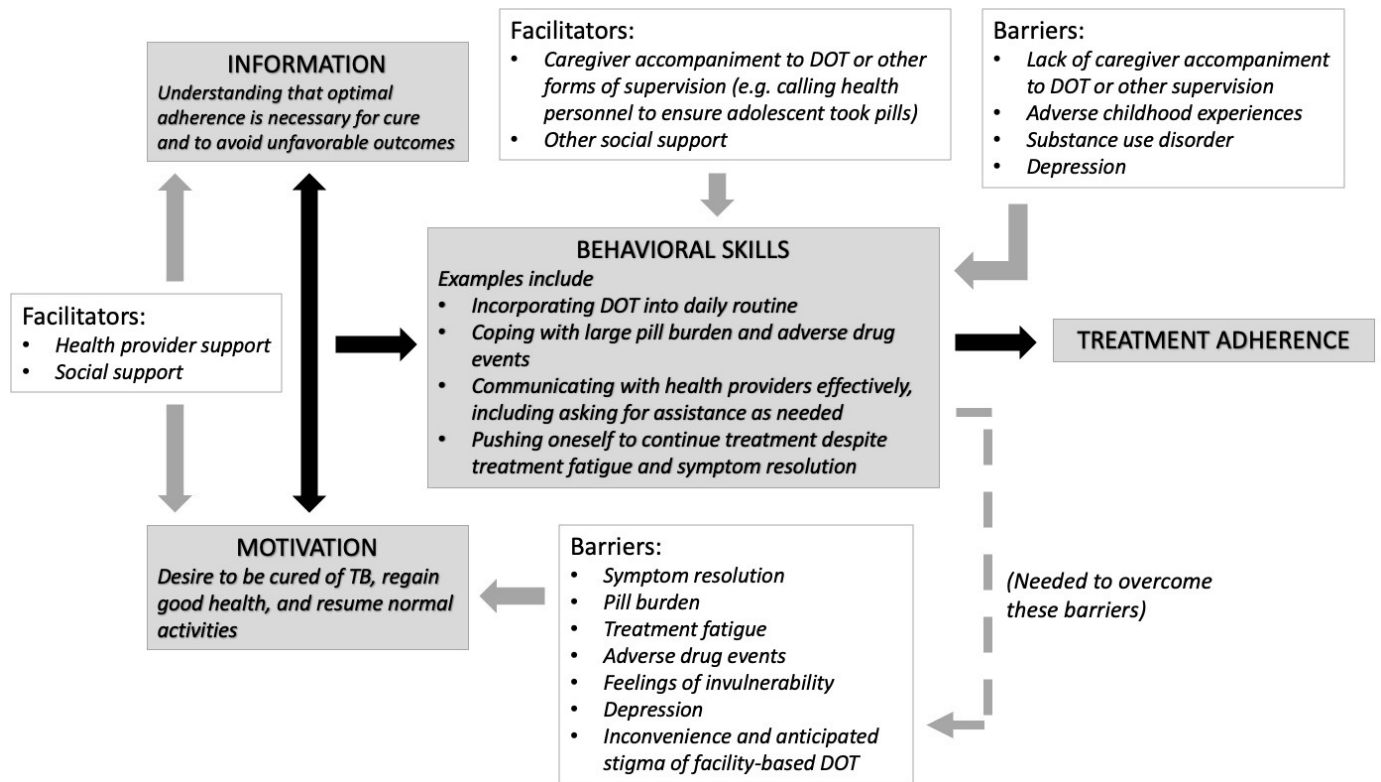 INFORMATION
Understanding that optimal
adherence is necessary for cure
and to avoid unfavorable outcomes
Facilitators:
• Caregiver accompaniment to DOT or other
forms of supervision (e.g. calling health
personnel to ensure adolescent took pills)
• Other social support
Barriers:
• Lack of caregiver accompaniment
to DOT or other supervision
• Adverse childhood experiences
• Substance use disorder
• Depression
Facilitators:
• Health provider support
• Social support
BEHAVIORAL SKILLS
Examples include
• Incorporating DOT into daily routine
• Coping with large pill burden and adverse drug
events
• Communicating with health providers effectively,
including asking for assistance as needed
• Pushing oneself to continue treatment despite
treatment fatigue and symptom resolution
TREATMENT ADHERENCE
MOTIVATION
Desire to be cured of TB, regain
good health, and resume normal
activities
Barriers:
• Symptom resolution
• Pill burden
• Treatment fatigue
• Adverse drug events
• Feelings of invulnerability
• Depression
• Inconvenience and anticipated
stigma of facility-based DOT
(Needed to overcome
these barriers)